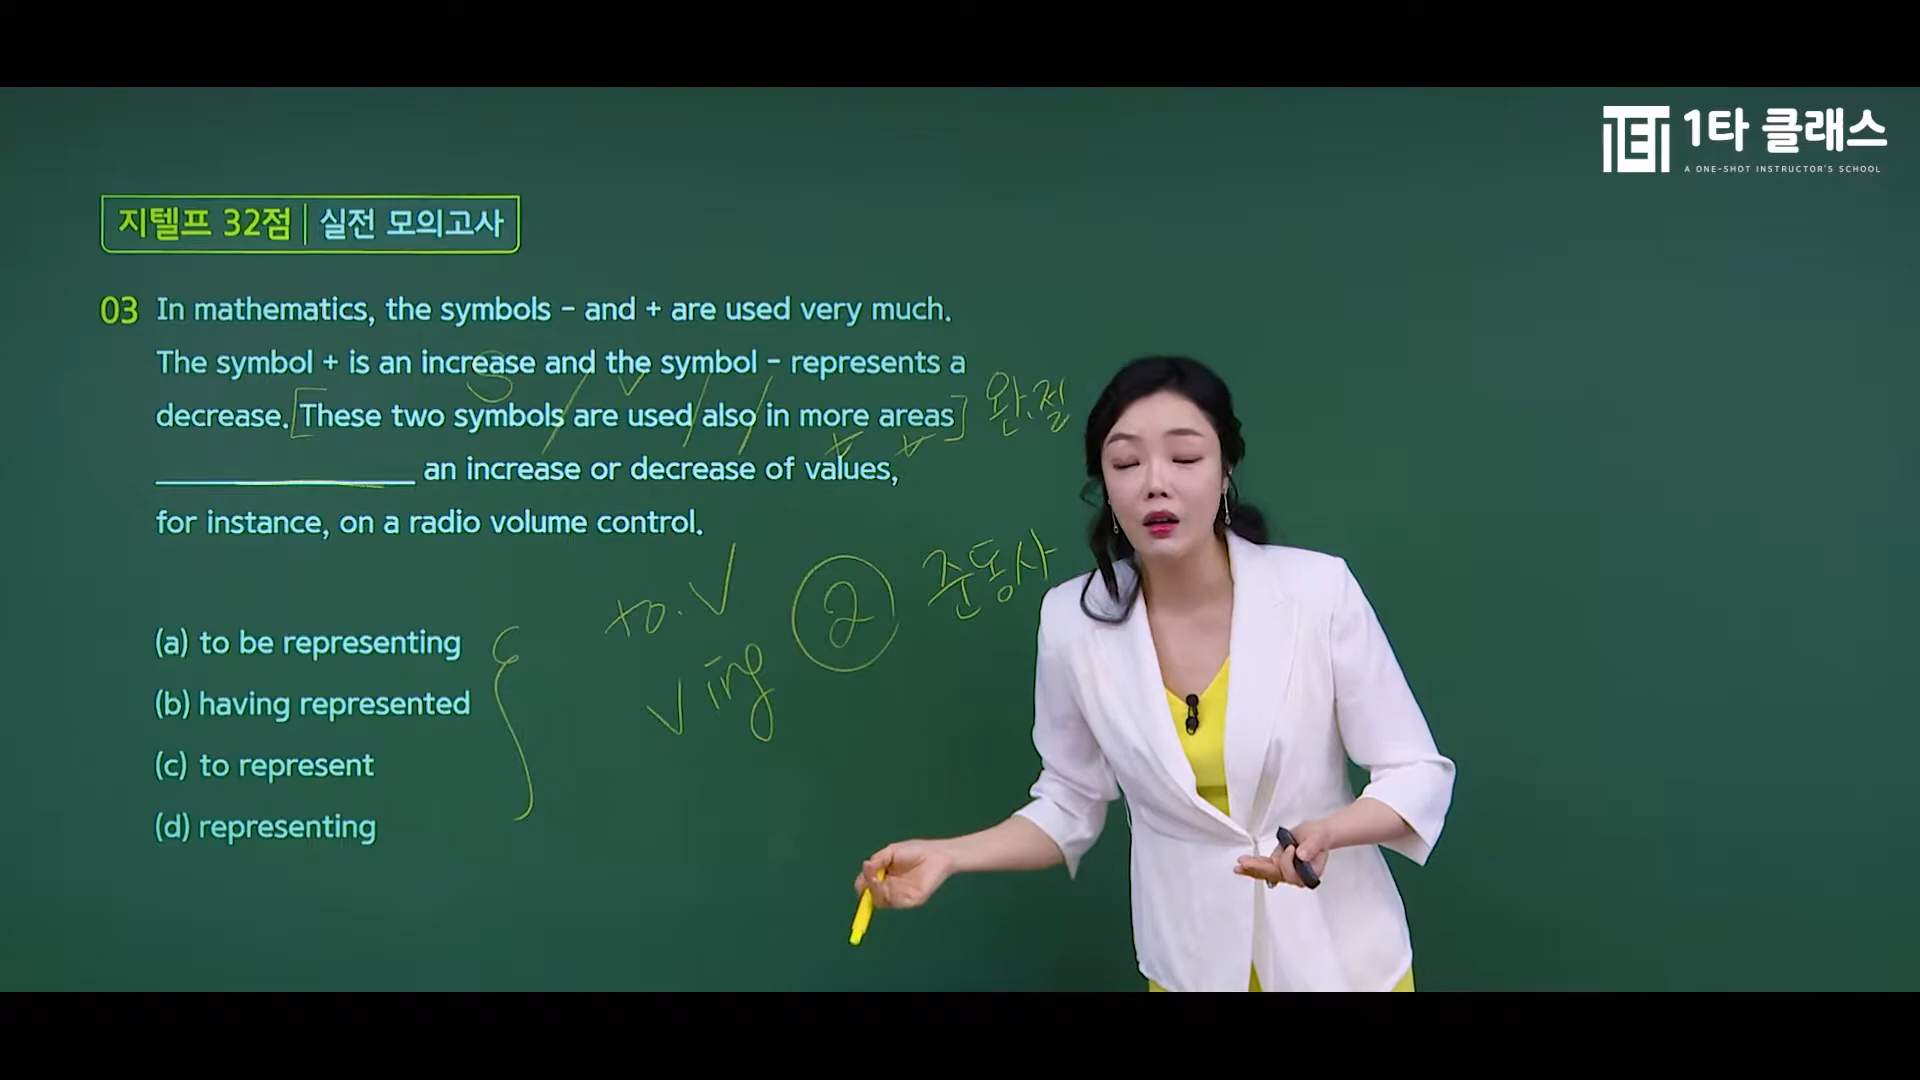 1타 클래스
A ONE-SHOT INSTRUCTOR'S SCHOOL
지텔프 32점 | 실전 모의고사
03 In mathematics, the symbols - and + are used very much.
The symbol + is an increase and the symbol - represents a
decrease. [These two symbols are used also in more areas] 완.절
S V
____________ an increase or decrease of values,
for instance, on a radio volume control.
to.V ② 준동사
Ving
(a) to be representing
(b) having represented
(c) to represent
(d) representing